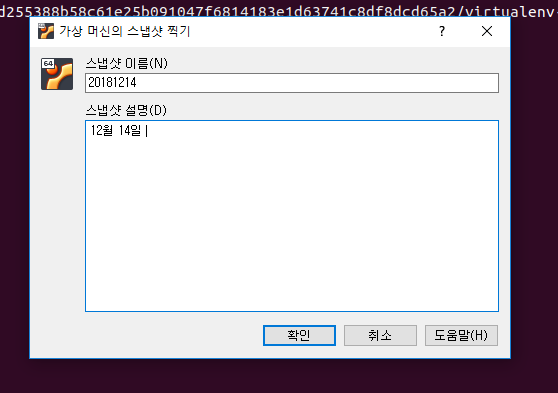 d255388b58c61e25b091047f6814183e1d63741c8df8dcd65a2/virtualenv-
가상 머신의 스냅샷 찍기
64
스냅샷 이름(N)
20181214
스냅샷 설명(D)
12월 14일
확인 취소 도움말(H)